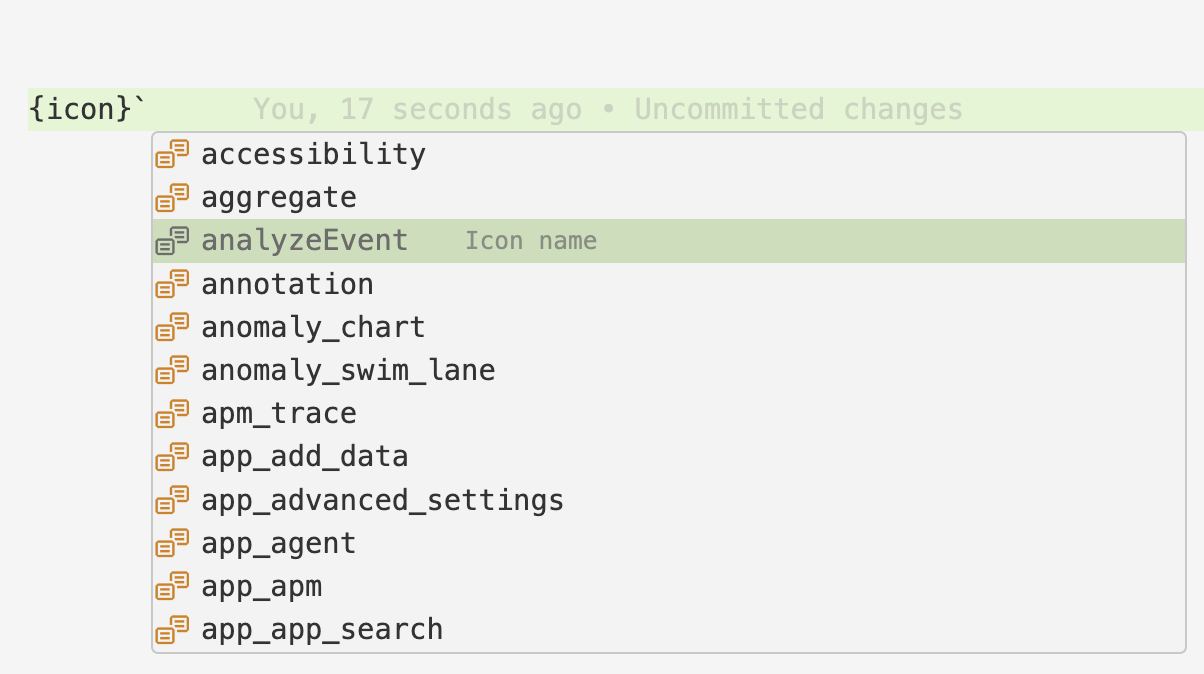 {icon}` You, 17 seconds ago • Uncommitted changes
accessibility
aggregate
analyzeEvent Icon name
annotation
anomaly_chart
anomaly_swim_lane
apm_trace
app_add_data
app_advanced_settings
app_agent
app_apm
app_app_search